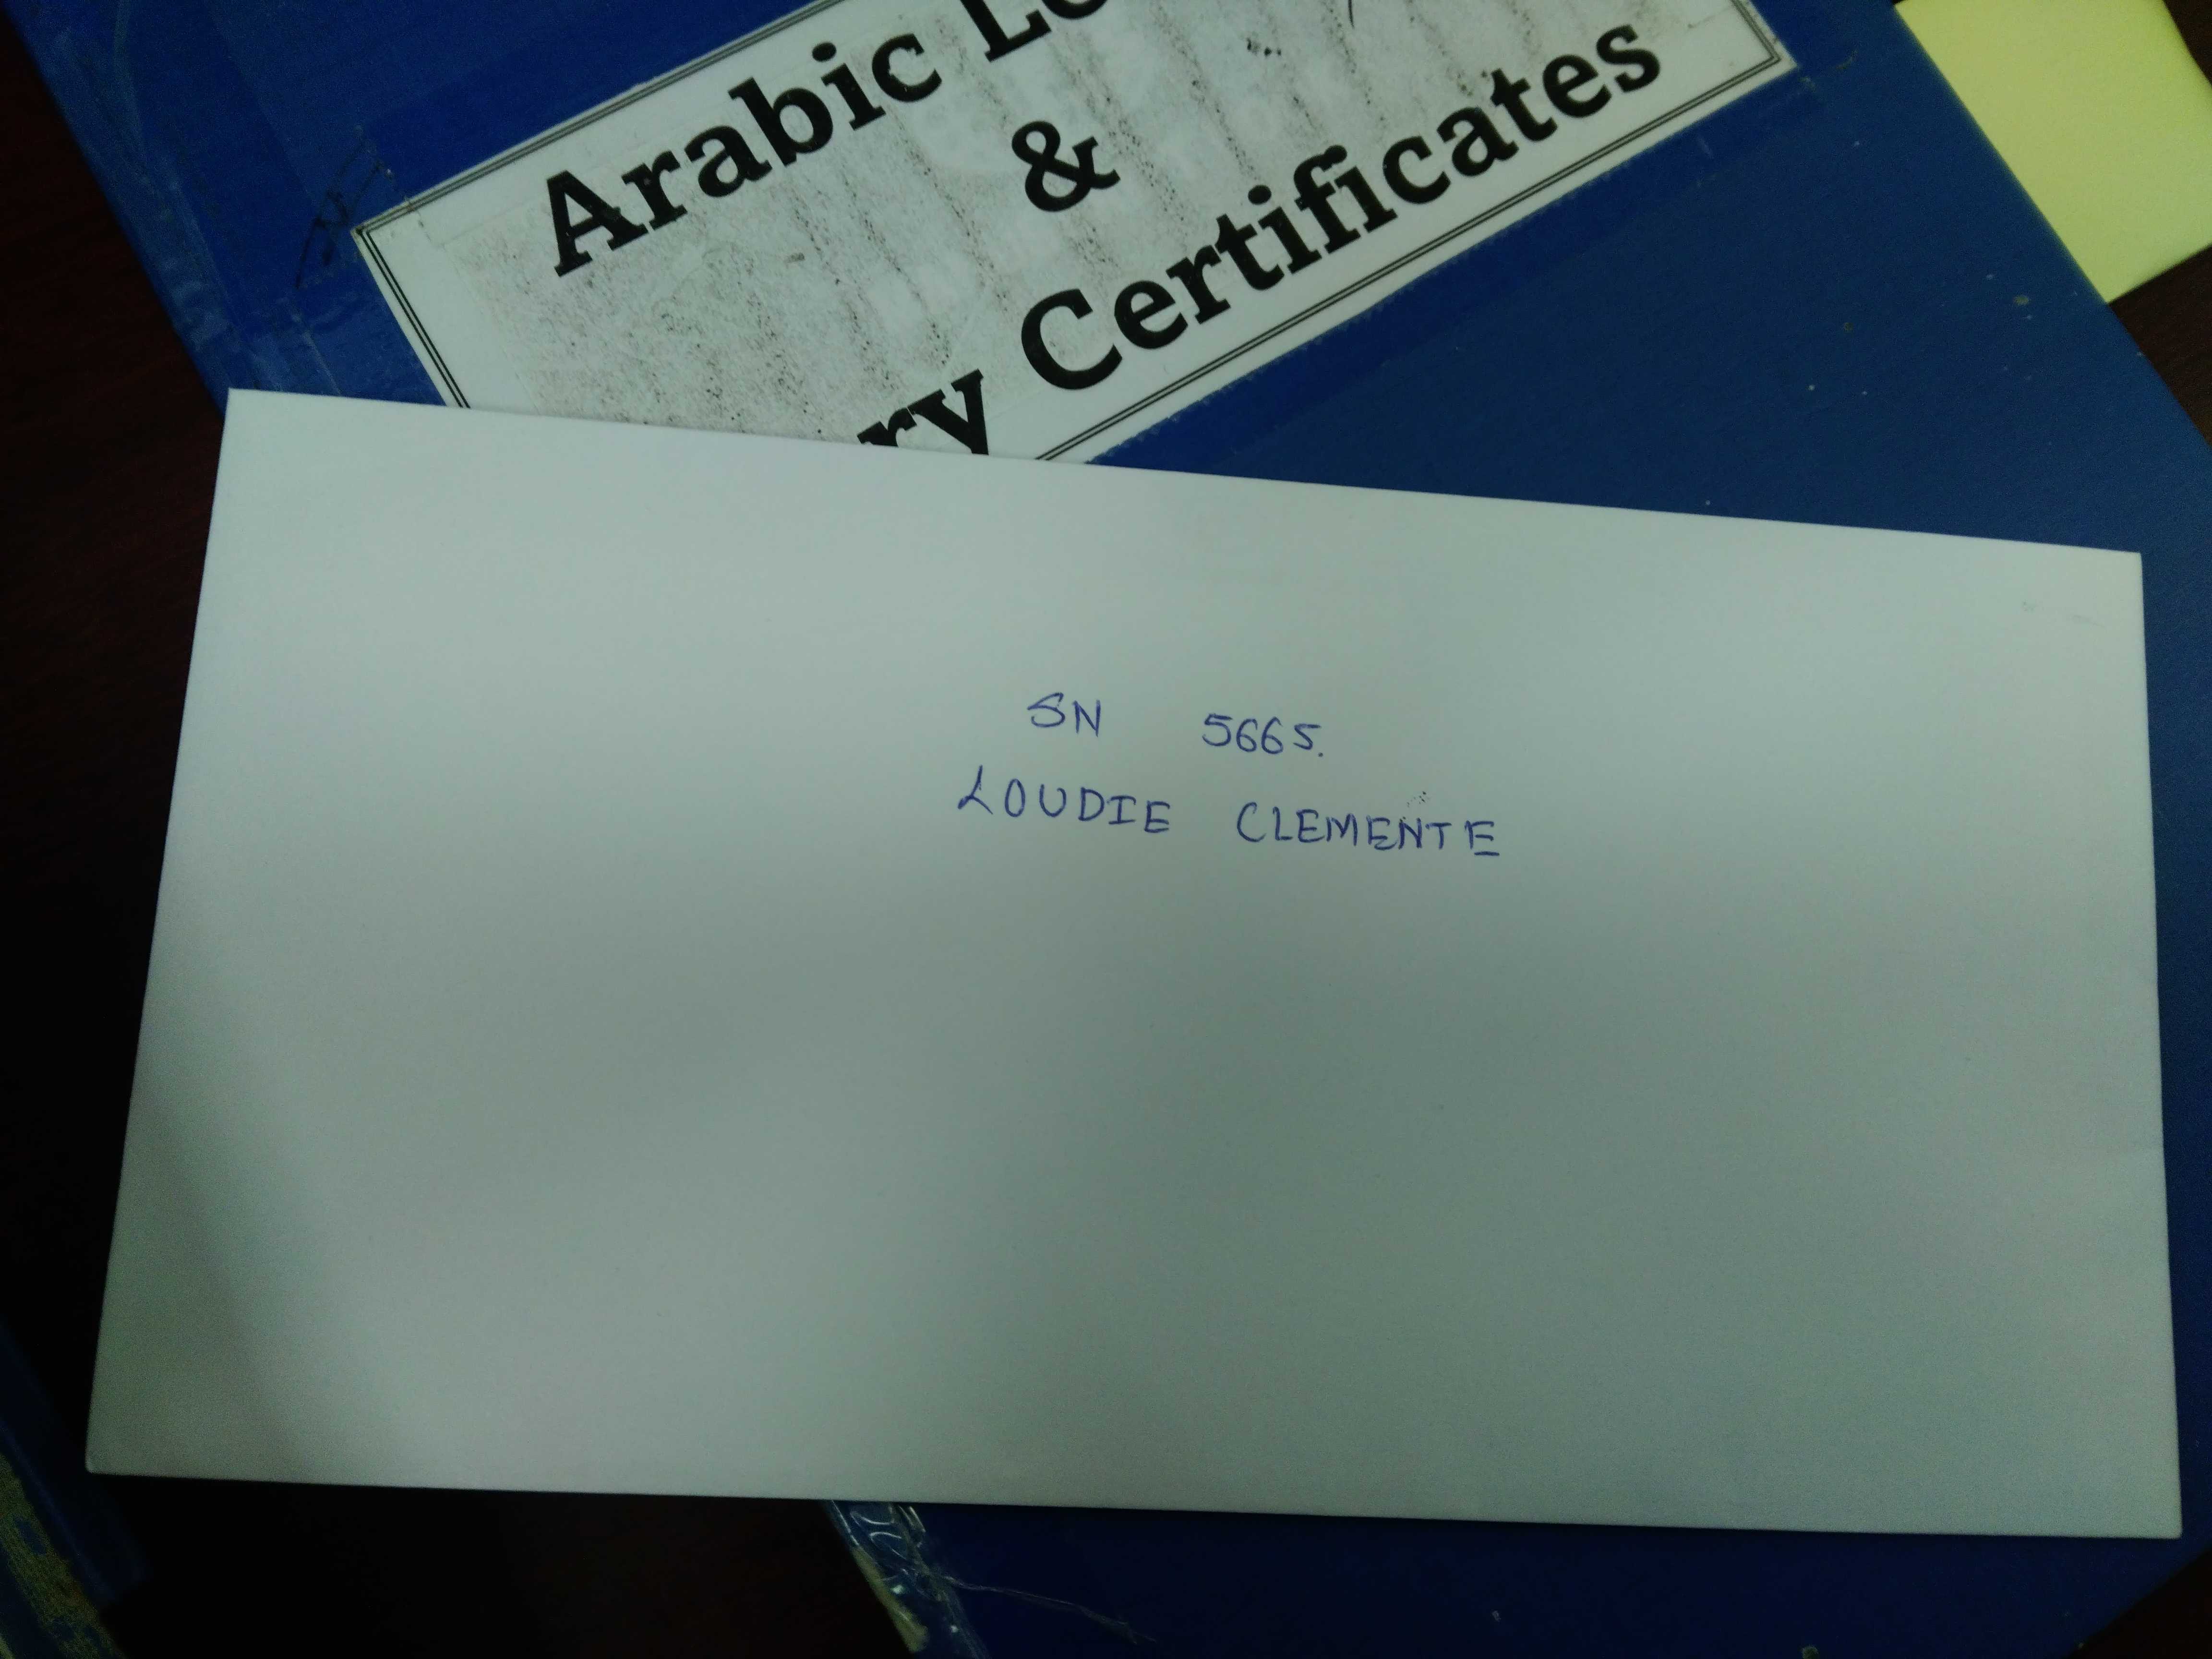 Arabic
&
Certificates
SN 5665.
LOUDIE CLEMENTE